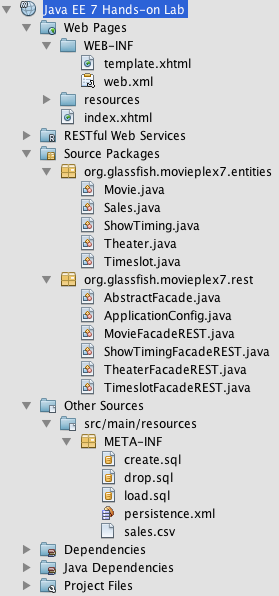 Java EE 7 Hands-on Lab
Web Pages
WEB-INF
template.xhtml
web.xml
resources
index.xhtml
RESTful Web Services
Source Packages
org.glassfish.movieplex7.entities
Movie.java
Sales.java
ShowTiming.java
Theater.java
Timeslot.java
org.glassfish.movieplex7.rest
AbstractFacade.java
ApplicationConfig.java
MovieFacadeREST.java
ShowTimingFacadeREST.java
TheaterFacadeREST.java
TimeslotFacadeREST.java
Other Sources
src/main/resources
META-INF
create.sql
drop.sql
load.sql
persistence.xml
sales.csv
Dependencies
Java Dependencies
Project Files